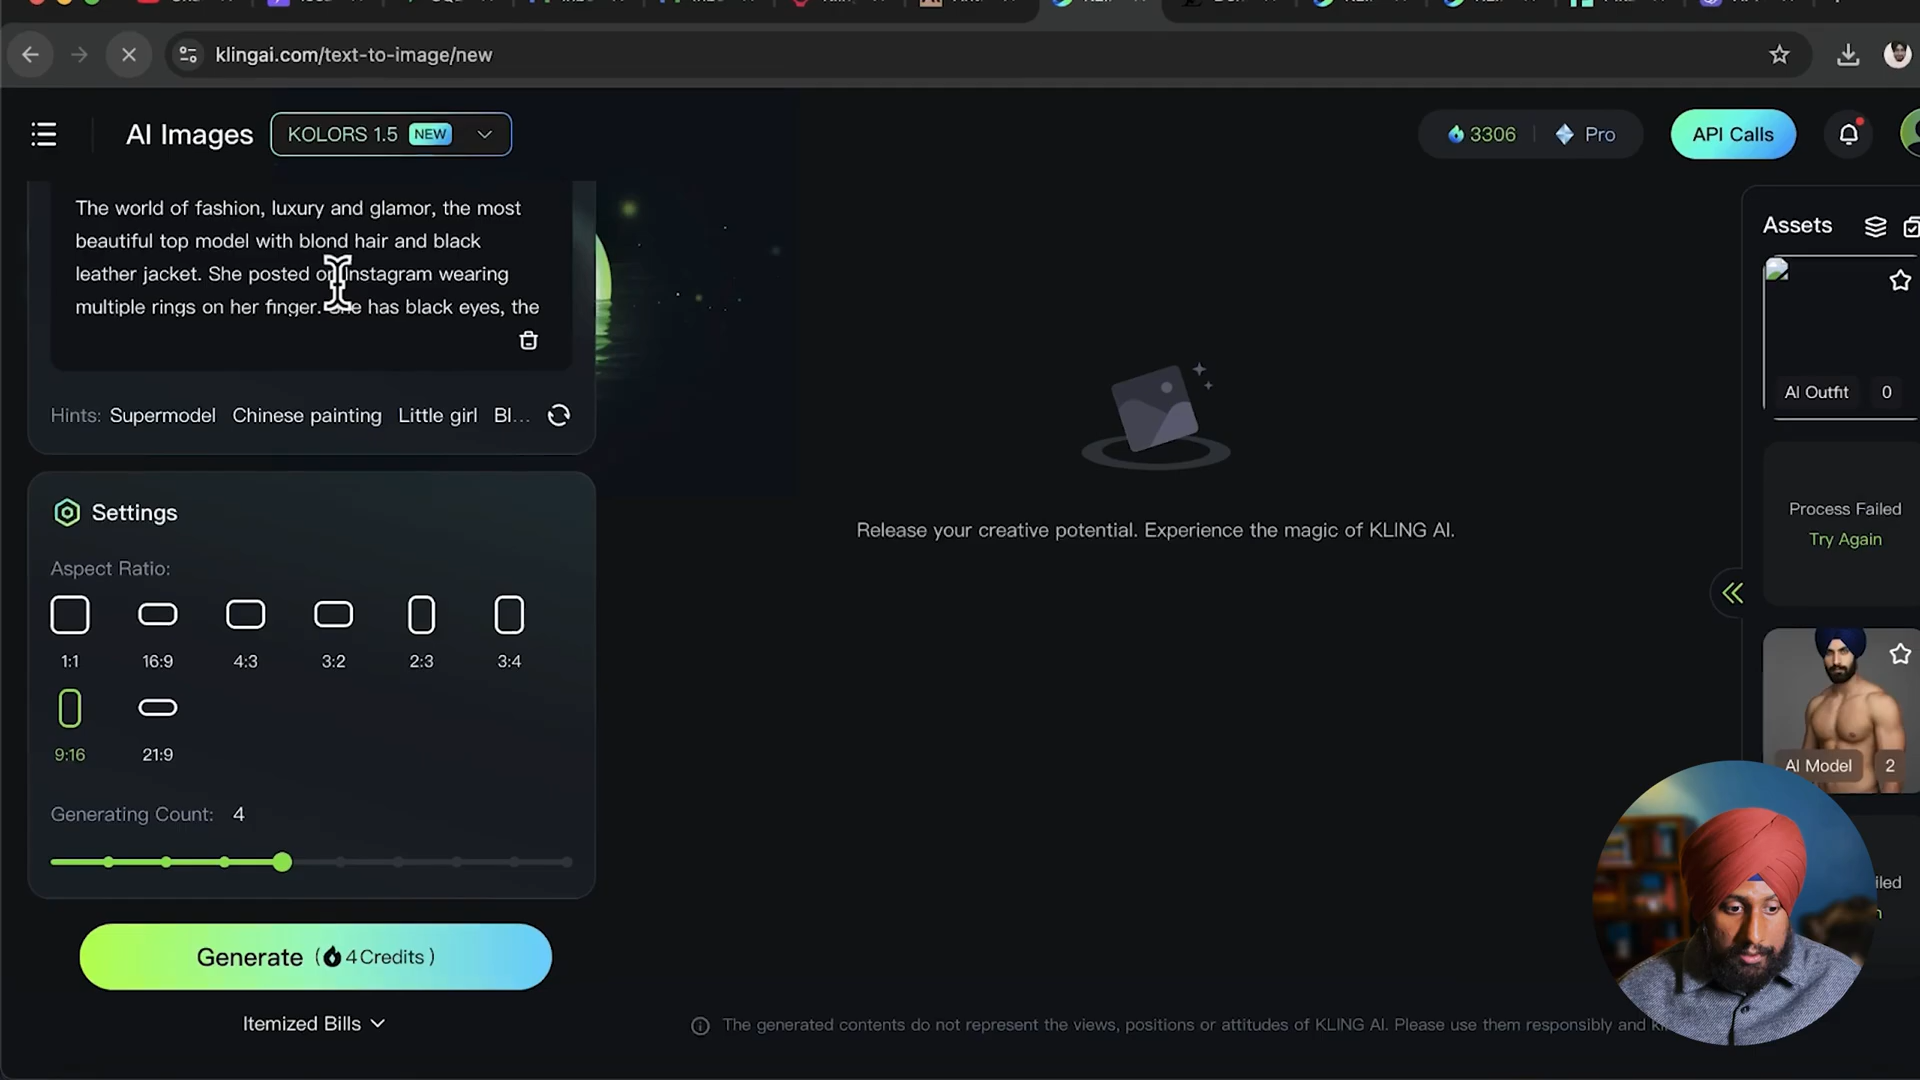 klingai.com/text-to-image/new
AI Images
KOLORS 1.5 NEW
3306
Pro
API Calls
The world of fashion, luxury and glamor, the most
beautiful top model with blond hair and black
leather jacket. She posted on Instagram wearing
multiple rings on her finger. She has black eyes, the
Hints: Supermodel Chinese painting Little girl Bl...
Settings
Aspect Ratio:
1:1 16:9 4:3 3:2 2:3 3:4
9:16 21:9
Generating Count: 4
Generate ( 4 Credits )
Itemized Bills
Release your creative potential. Experience the magic of KLING AI.
The generated contents do not represent the views, positions or attitudes of KLING AI. Please use them responsibly and
Assets
AI Outfit 0
Process Failed
Try Again
AI Model 2